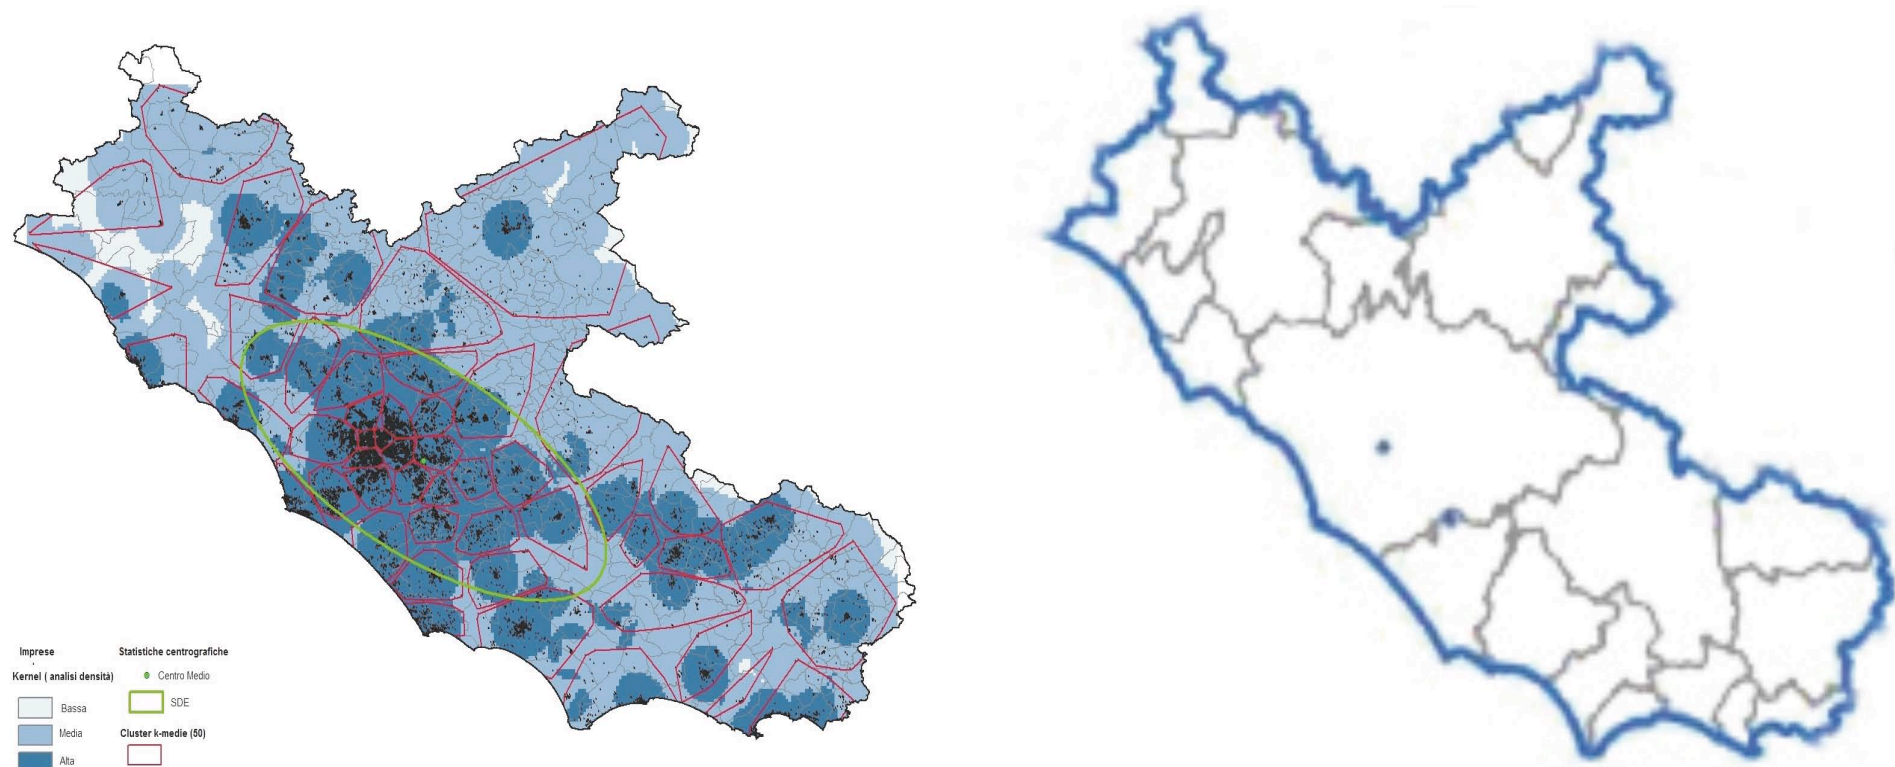 Imprese
Kernel ( analisi densità)
Bassa
Media
Alta
Statistiche centrografiche
Centro Medio
SDE
Cluster k-medie (50)